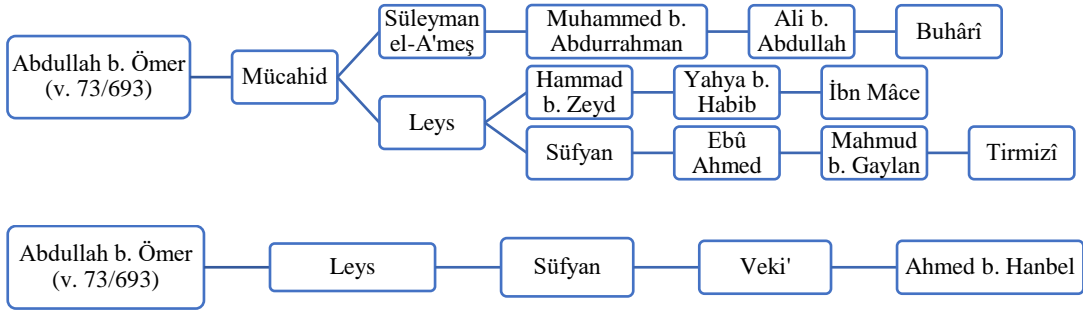 Süleyman
el-A'meş
Muhammed b.
Abdurrahman
Ali b.
Abdullah
Buhârî
Abdullah b. Ömer
(v. 73/693)
Mücahid
Hammad
b. Zeyd
Yahya b.
Habib
İbn Mâce
Leys
Süfyan
Ebû
Ahmed
Mahmud
b. Gaylan
Tirmizî
Abdullah b. Ömer
(v. 73/693)
Leys
Süfyan
Veki'
Ahmed b. Hanbel